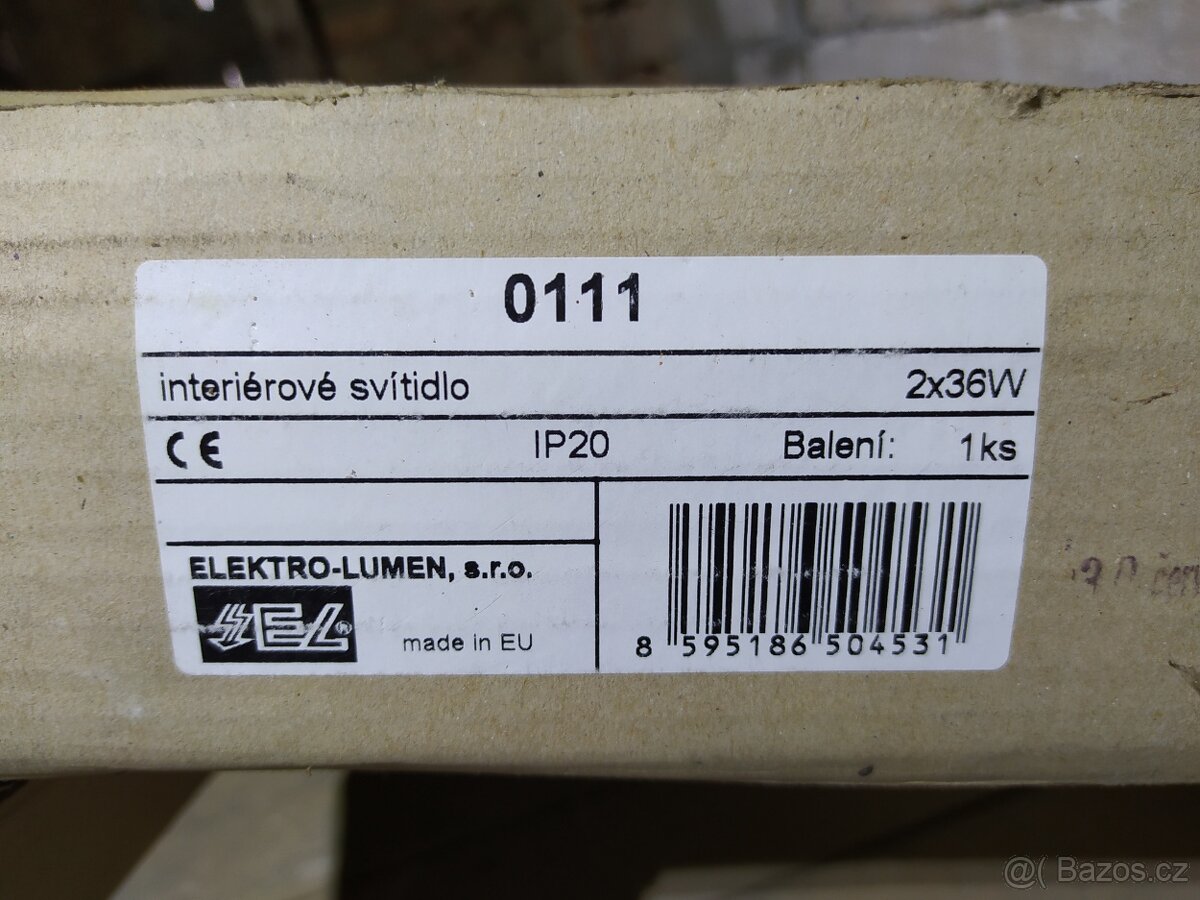 0111
interiérové svítidlo 2x36W
CE IP20 Balení: 1ks
ELEKTRO-LUMEN, s.r.o.
EL®
made in EU
8 595186 504531
@( Bazos.cz